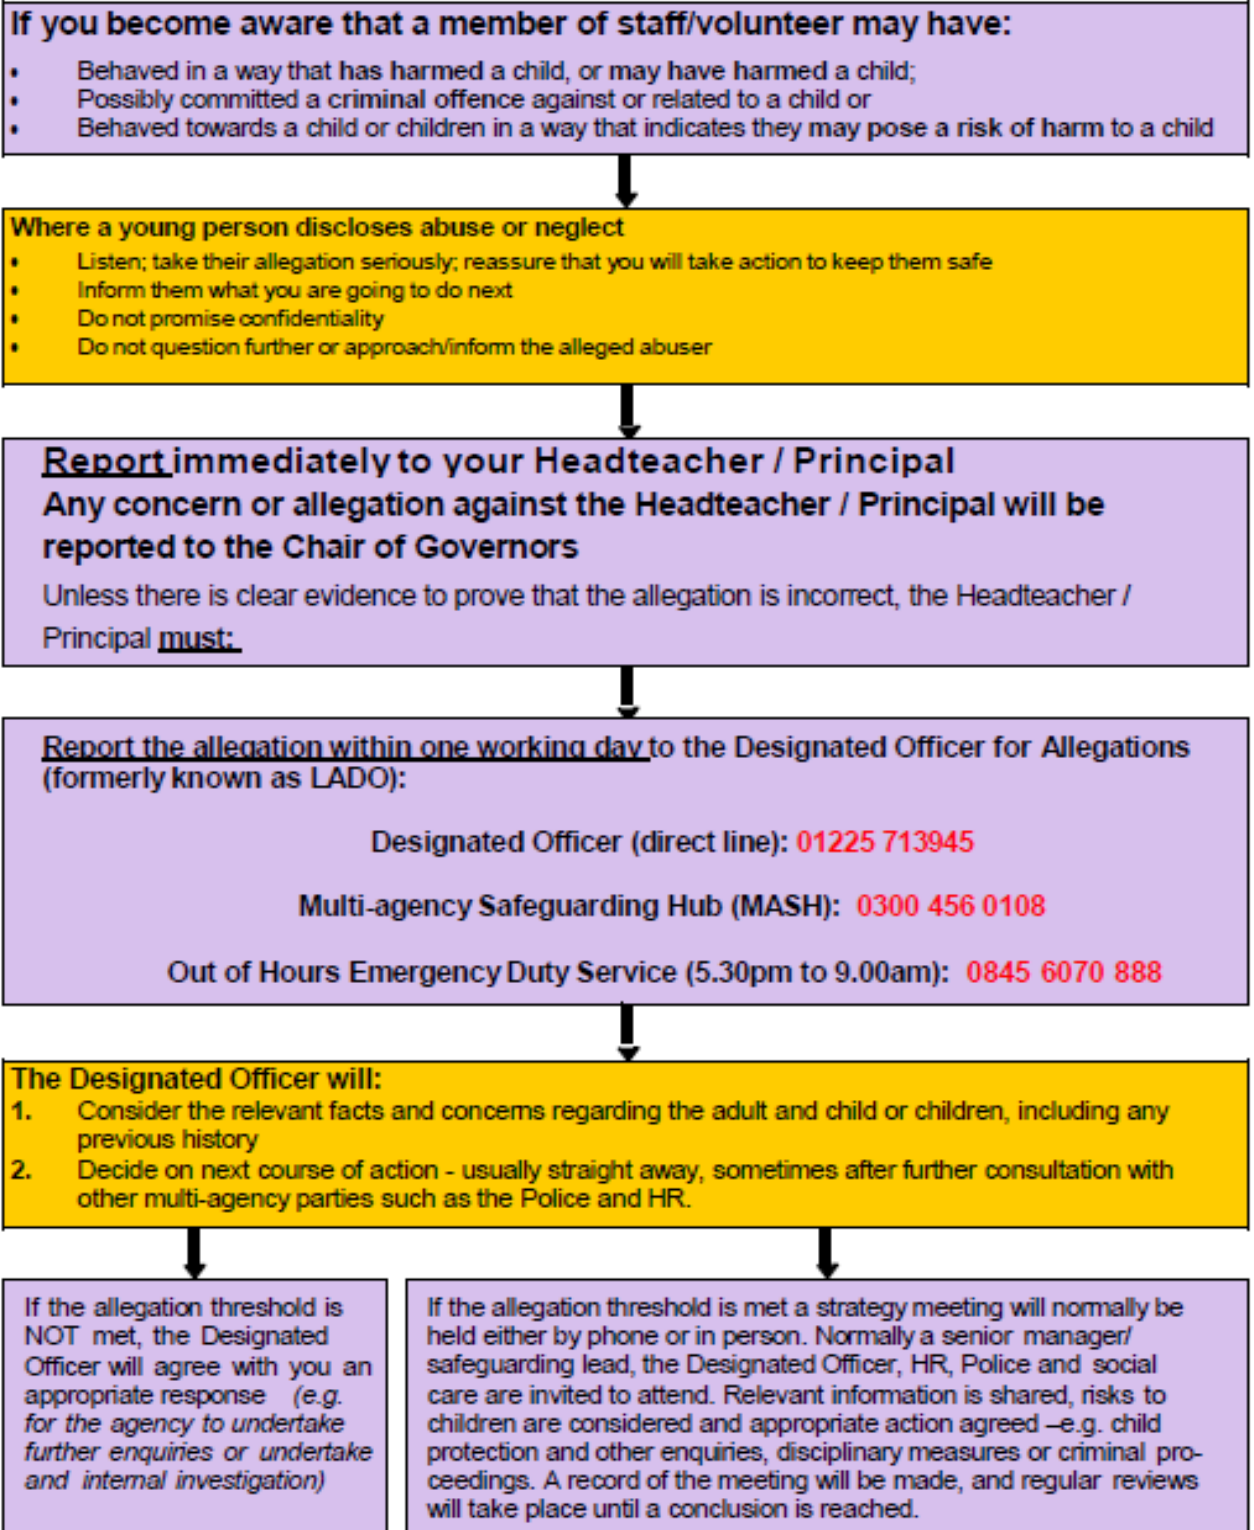 If you become aware that a member of staff/volunteer may have:
• Behaved in a way that has harmed a child, or may have harmed a child;
• Possibly committed a criminal offence against or related to a child or
• Behaved towards a child or children in a way that indicates they may pose a risk of harm to a child
Where a young person discloses abuse or neglect
• Listen; take their allegation seriously; reassure that you will take action to keep them safe
• Inform them what you are going to do next
• Do not promise confidentiality
• Do not question further or approach/inform the alleged abuser
Report immediately to your Headteacher / Principal
Any concern or allegation against the Headteacher / Principal will be
reported to the Chair of Governors
Unless there is clear evidence to prove that the allegation is incorrect, the Headteacher /
Principal must:
Report the allegation within one working day to the Designated Officer for Allegations
(formerly known as LADO):
Designated Officer (direct line): 01225 713945
Multi-agency Safeguarding Hub (MASH): 0300 456 0108
Out of Hours Emergency Duty Service (5.30pm to 9.00am): 0845 6070 888
The Designated Officer will:
1. Consider the relevant facts and concerns regarding the adult and child or children, including any
previous history
2. Decide on next course of action - usually straight away, sometimes after further consultation with
other multi-agency parties such as the Police and HR.
If the allegation threshold is
NOT met, the Designated
Officer will agree with you an
appropriate response (e.g.
for the agency to undertake
further enquiries or undertake
and internal investigation)
If the allegation threshold is met a strategy meeting will normally be
held either by phone or in person. Normally a senior manager/
safeguarding lead, the Designated Officer, HR, Police and social
care are invited to attend. Relevant information is shared, risks to
children are considered and appropriate action agreed –e.g. child
protection and other enquiries, disciplinary measures or criminal pro-
ceedings. A record of the meeting will be made, and regular reviews
will take place until a conclusion is reached.